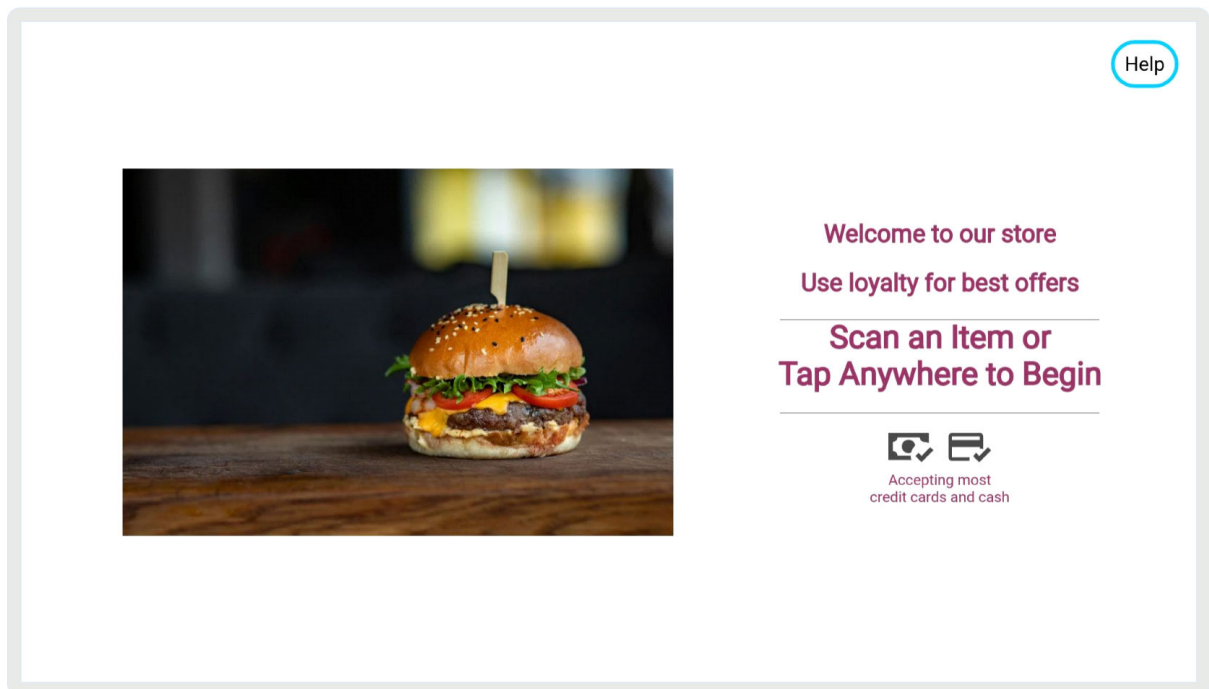 Help
Welcome to our store
Use loyalty for best offers
Scan an Item or
Tap Anywhere to Begin
Accepting most
credit cards and cash